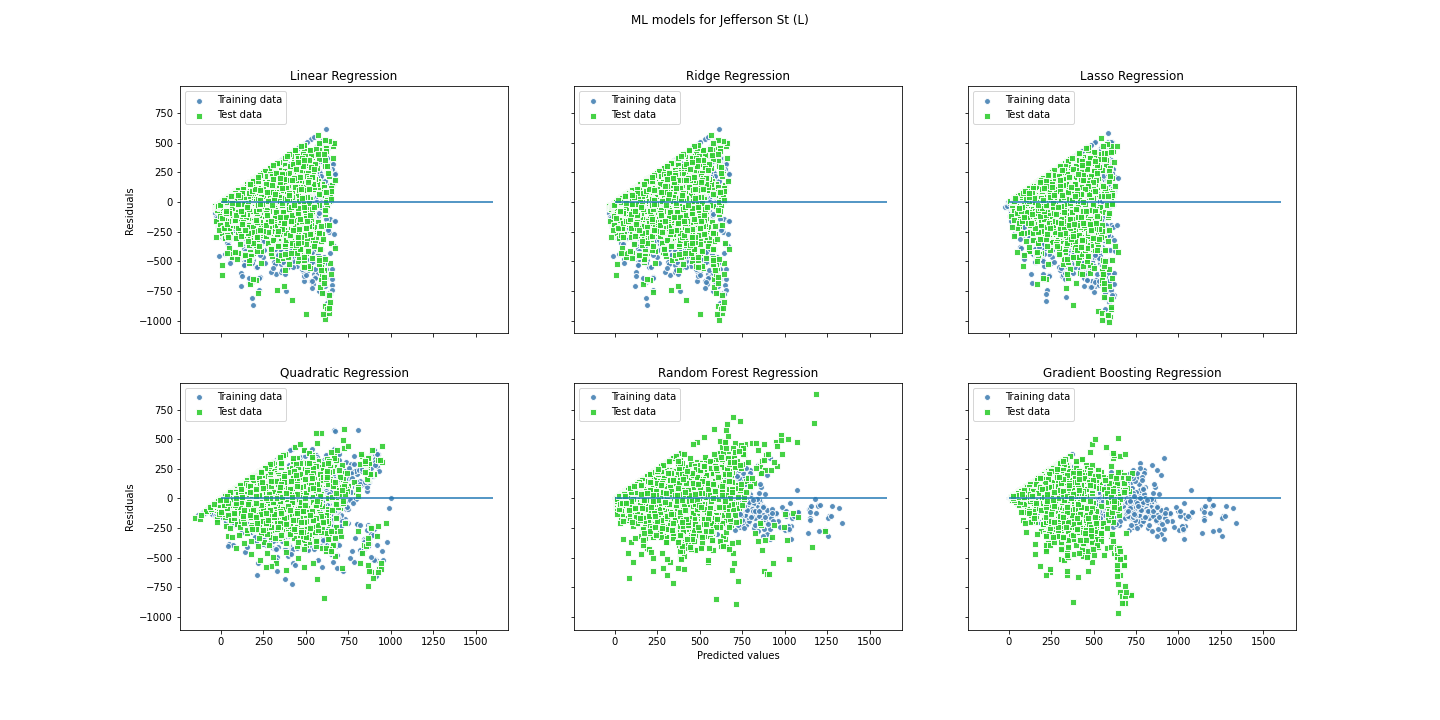 ML models for Jefferson St (L)
Linear Regression
Training data
Test data
750
500
250
0
−250
−500
−750
−1000
Residuals
Ridge Regression
Training data
Test data
Lasso Regression
Training data
Test data
Quadratic Regression
Training data
Test data
750
500
250
0
−250
−500
−750
−1000
Residuals
0 250 500 750 1000 1250 1500
Random Forest Regression
Training data
Test data
0 250 500 750 1000 1250 1500
Predicted values
Gradient Boosting Regression
Training data
Test data
0 250 500 750 1000 1250 1500